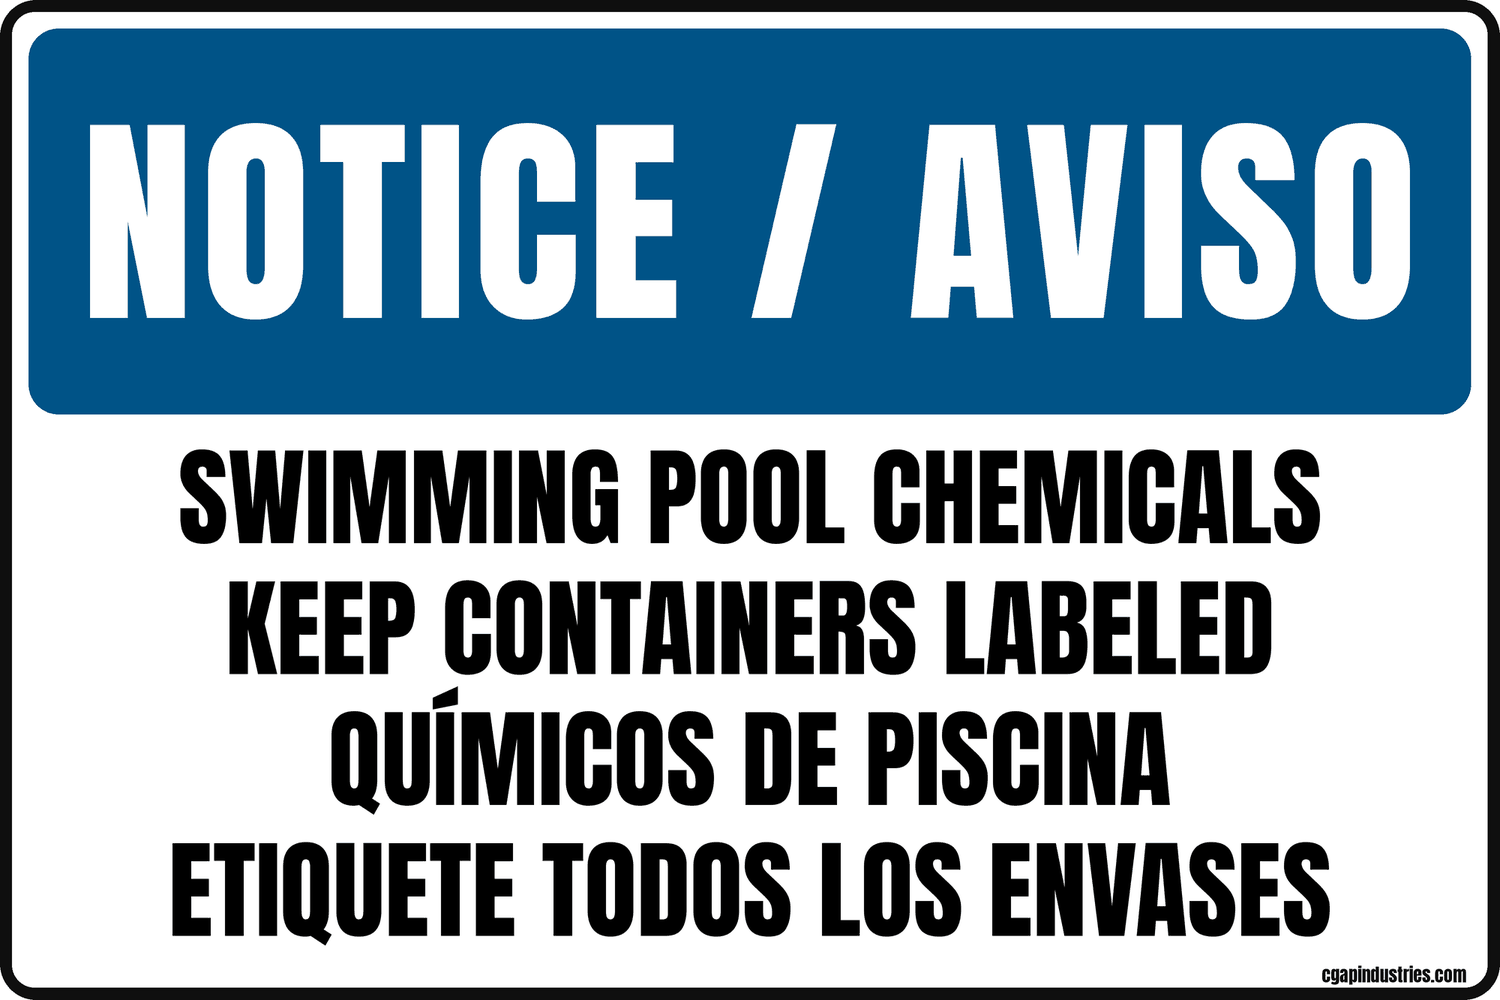 NOTICE / AVISO
SWIMMING POOL CHEMICALS
KEEP CONTAINERS LABELED
QUÍMICOS DE PISCINA
ETIQUETE TODOS LOS ENVASES
cgapindustries.com